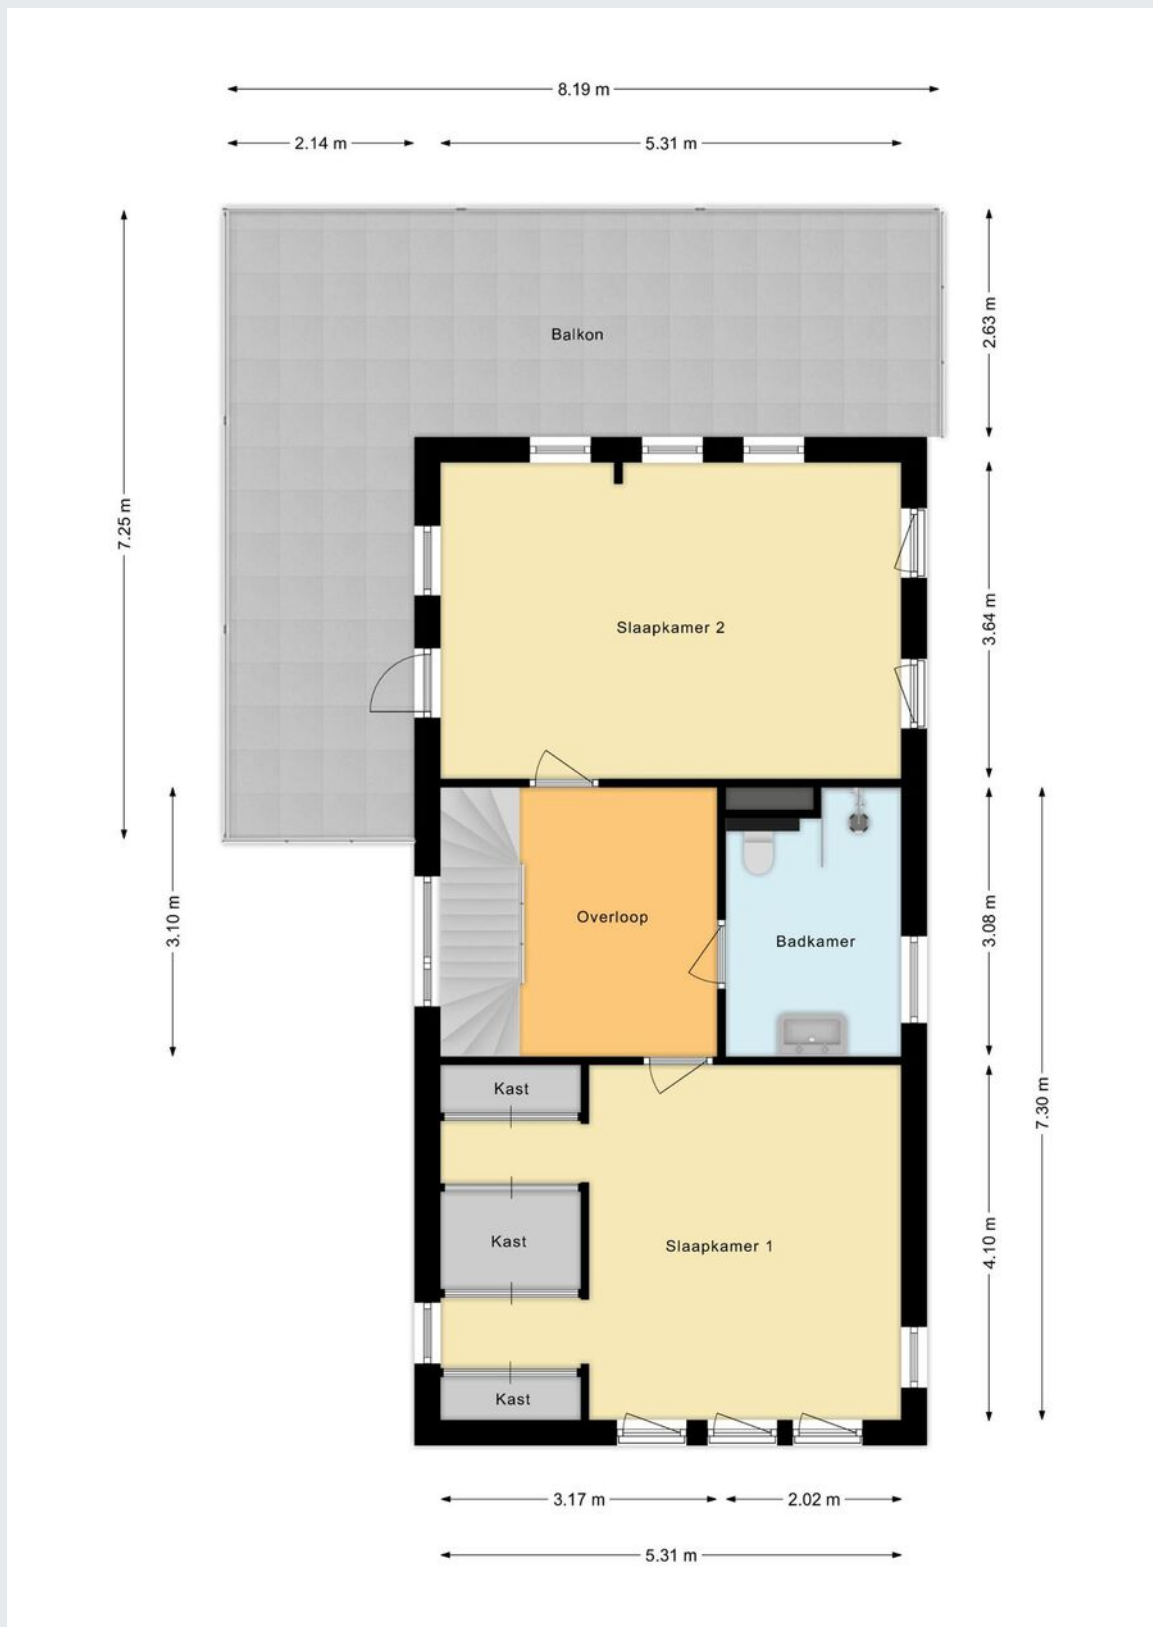 8.19 m
2.14 m
5.31 m
7.25 m
2.63 m
Balkon
3.64 m
Slaapkamer 2
3.10 m
Overloop
Badkamer
3.08 m
Kast
7.30 m
Kast
Slaapkamer 1
4.10 m
Kast
3.17 m
2.02 m
5.31 m